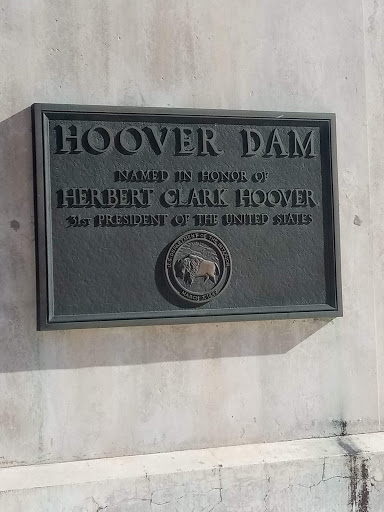 HOOVER DAM
NAMED IN HONOR OF
HERBERT CLARK HOOVER
31ST PRESIDENT OF THE UNITED STATES